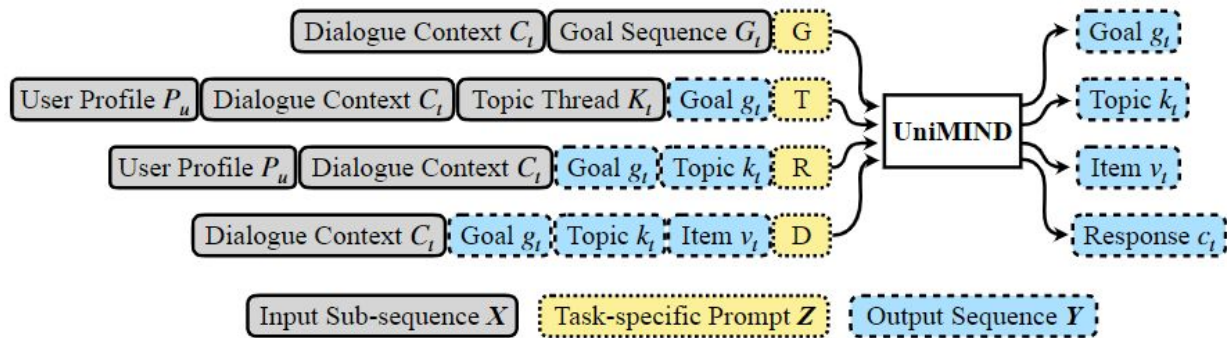 Dialogue Context C_t Goal Sequence G_t G Goal g_t
User Profile P_u Dialogue Context C_t Topic Thread K_t Goal g_t T Topic k_t
UniMIND
User Profile P_u Dialogue Context C_t Goal g_t Topic k_t R Item v_t
Dialogue Context C_t Goal g_t Topic k_t Item v_t D Response c_t
Input Sub-sequence X Task-specific Prompt Z Output Sequence Y